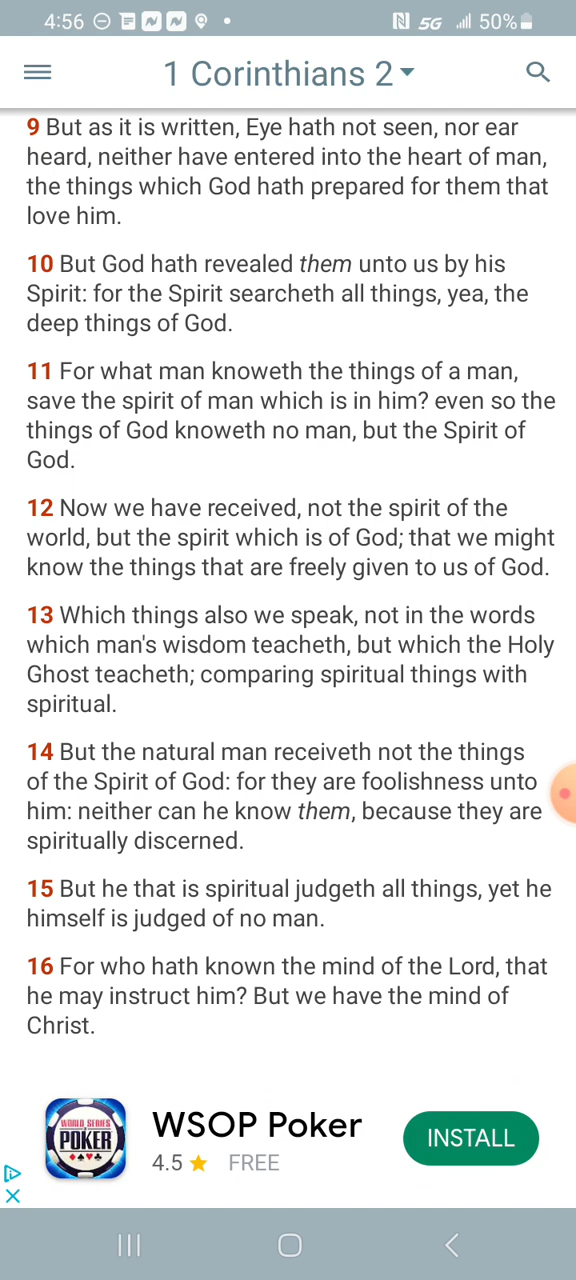 4:56
5G 50%
1 Corinthians 2
9 But as it is written, Eye hath not seen, nor ear
heard, neither have entered into the heart of man,
the things which God hath prepared for them that
love him.
10 But God hath revealed them unto us by his
Spirit: for the Spirit searcheth all things, yea, the
deep things of God.
11 For what man knoweth the things of a man,
save the spirit of man which is in him? even so the
things of God knoweth no man, but the Spirit of
God.
12 Now we have received, not the spirit of the
world, but the spirit which is of God; that we might
know the things that are freely given to us of God.
13 Which things also we speak, not in the words
which man's wisdom teacheth, but which the Holy
Ghost teacheth; comparing spiritual things with
spiritual.
14 But the natural man receiveth not the things
of the Spirit of God: for they are foolishness unto
him: neither can he know them, because they are
spiritually discerned.
15 But he that is spiritual judgeth all things, yet he
himself is judged of no man.
16 For who hath known the mind of the Lord, that
he may instruct him? But we have the mind of
Christ.
WORLD SERIES
POKER
WSOP Poker
4.5 FREE
INSTALL